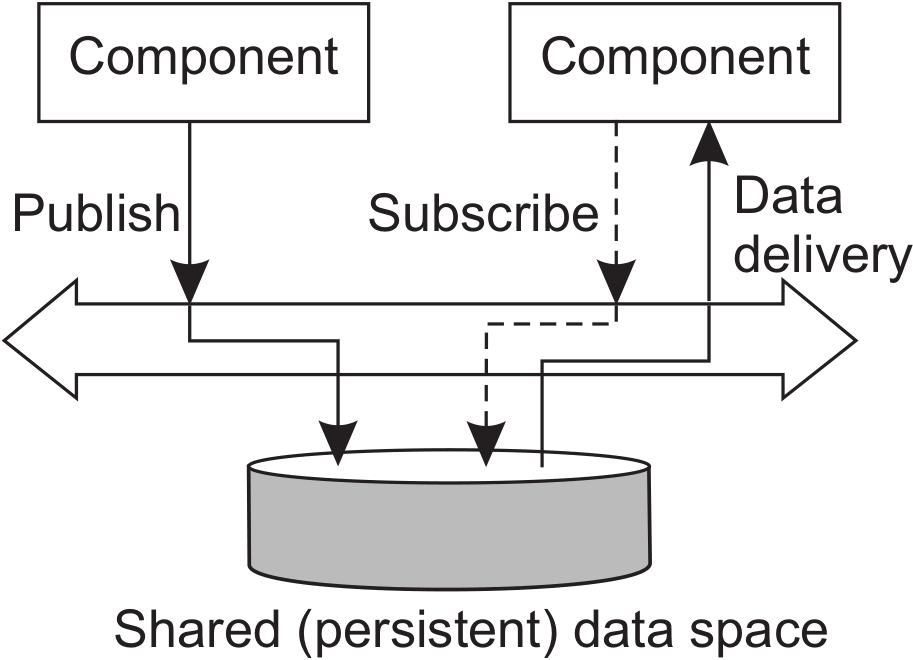 Component
Component
Publish
Subscribe
Data
delivery
Shared (persistent) data space